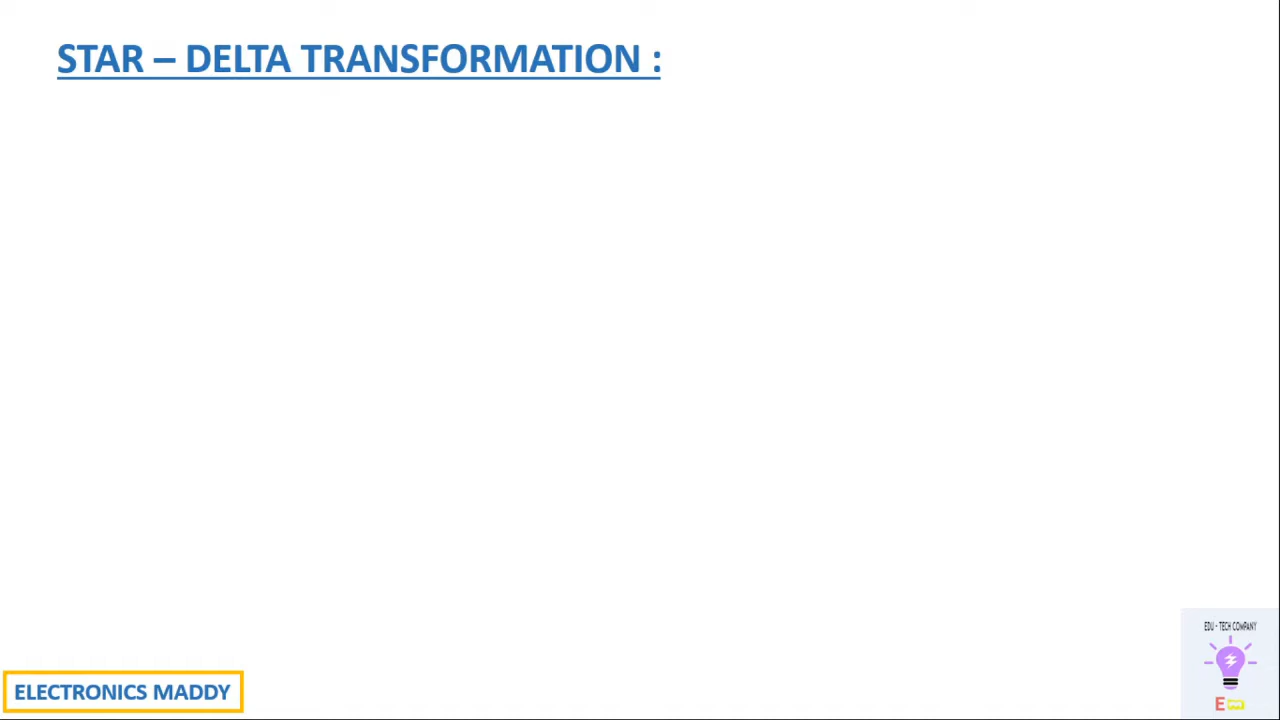 STAR – DELTA TRANSFORMATION :
EDU - TECH COMPANY
E
ELECTRONICS MADDY